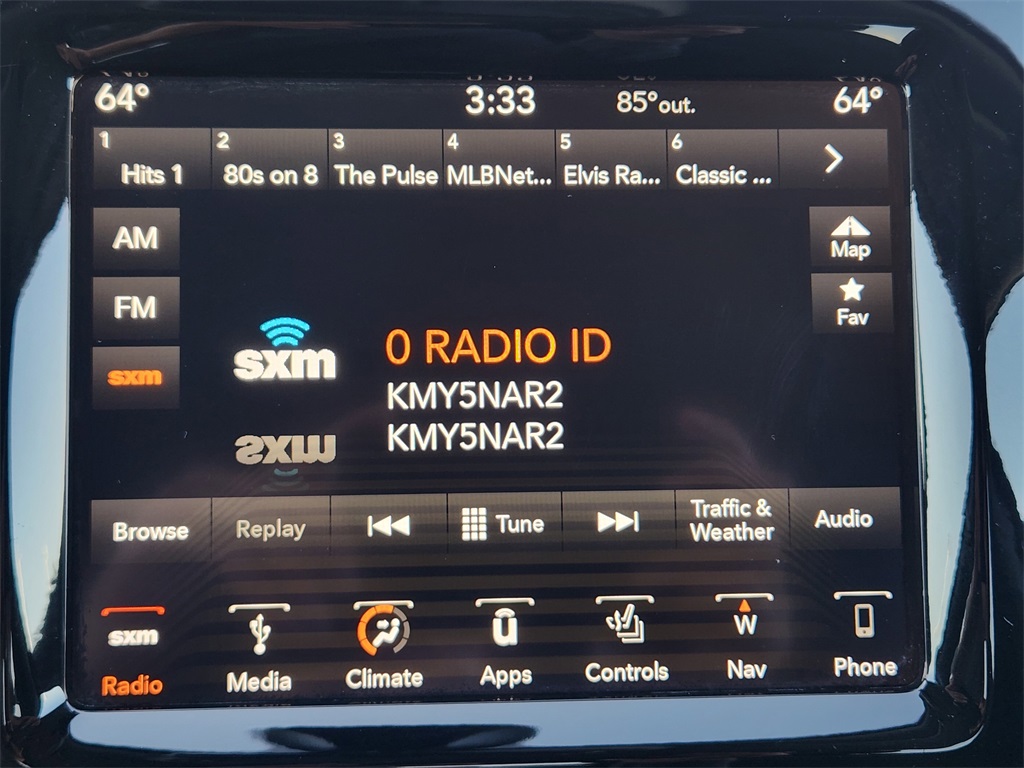 64° 3:33 85°out. 64°
1 2 3 4 5 6
Hits 1 80s on 8 The Pulse MLBNet... Elvis Ra... Classic ...
AM
Map
FM
Fav
sxm
sxm
0 RADIO ID
KMY5NAR2
KMY5NAR2
Browse Replay Tune Traffic & Weather Audio
sxm W
Radio Media Climate Apps Controls Nav Phone